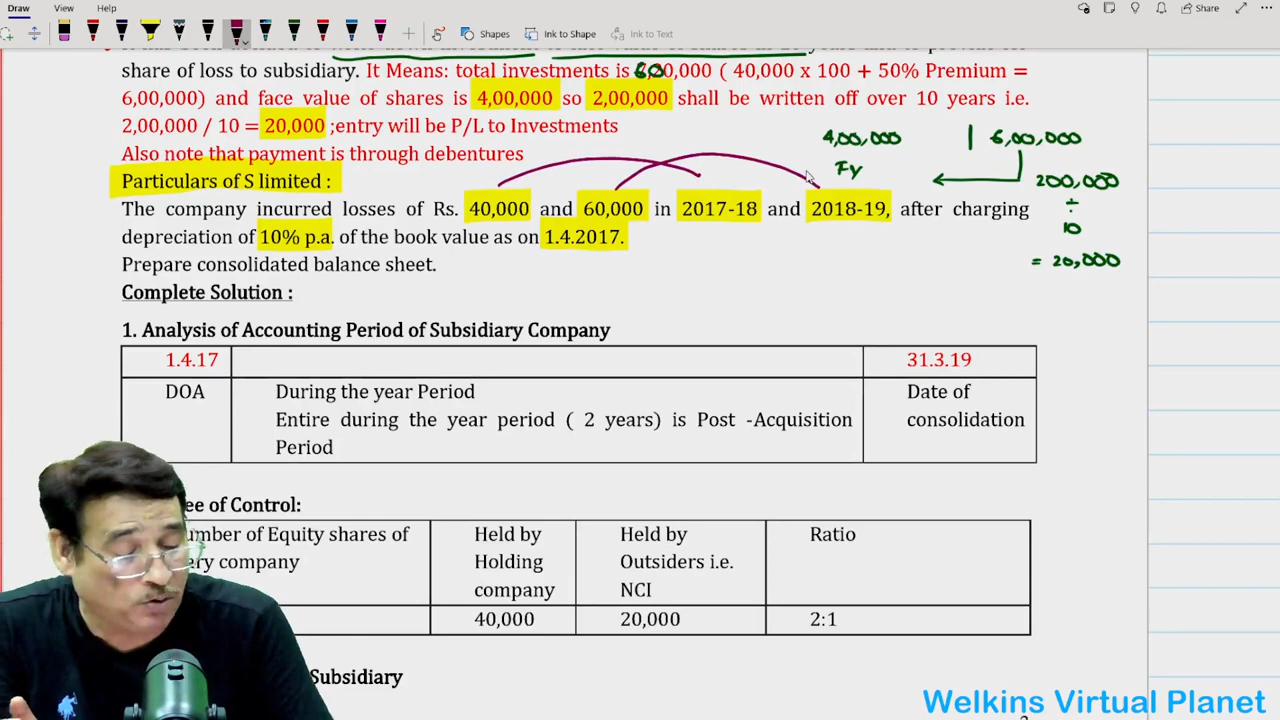 Draw View Help Share
Shapes Ink to Shape Ink to Text
share of loss to subsidiary. It Means: total investments is 60,00,000 ( 40,000 x 100 + 50% Premium = 
6,00,000) and face value of shares is 4,00,000 so 2,00,000 shall be written off over 10 years i.e.
2,00,000 / 10 = 20,000 ;entry will be P/L to Investments
4,00,000 | 6,00,000
Also note that payment is through debentures
FV
Particulars of S limited :
200,000
The company incurred losses of Rs. 40,000 and 60,000 in 2017-18 and 2018-19, after charging
÷
10
depreciation of 10% p.a. of the book value as on 1.4.2017.
Prepare consolidated balance sheet.
= 20,000
Complete Solution :
1. Analysis of Accounting Period of Subsidiary Company
1.4.17 31.3.19
DOA During the year Period Date of
Entire during the year period ( 2 years) is Post -Acquisition consolidation
Period
ee of Control:
umber of Equity shares of Held by Held by Ratio
ery company Holding Outsiders i.e.
company NCI
40,000 20,000 2:1
Subsidiary
Welkins Virtual Planet